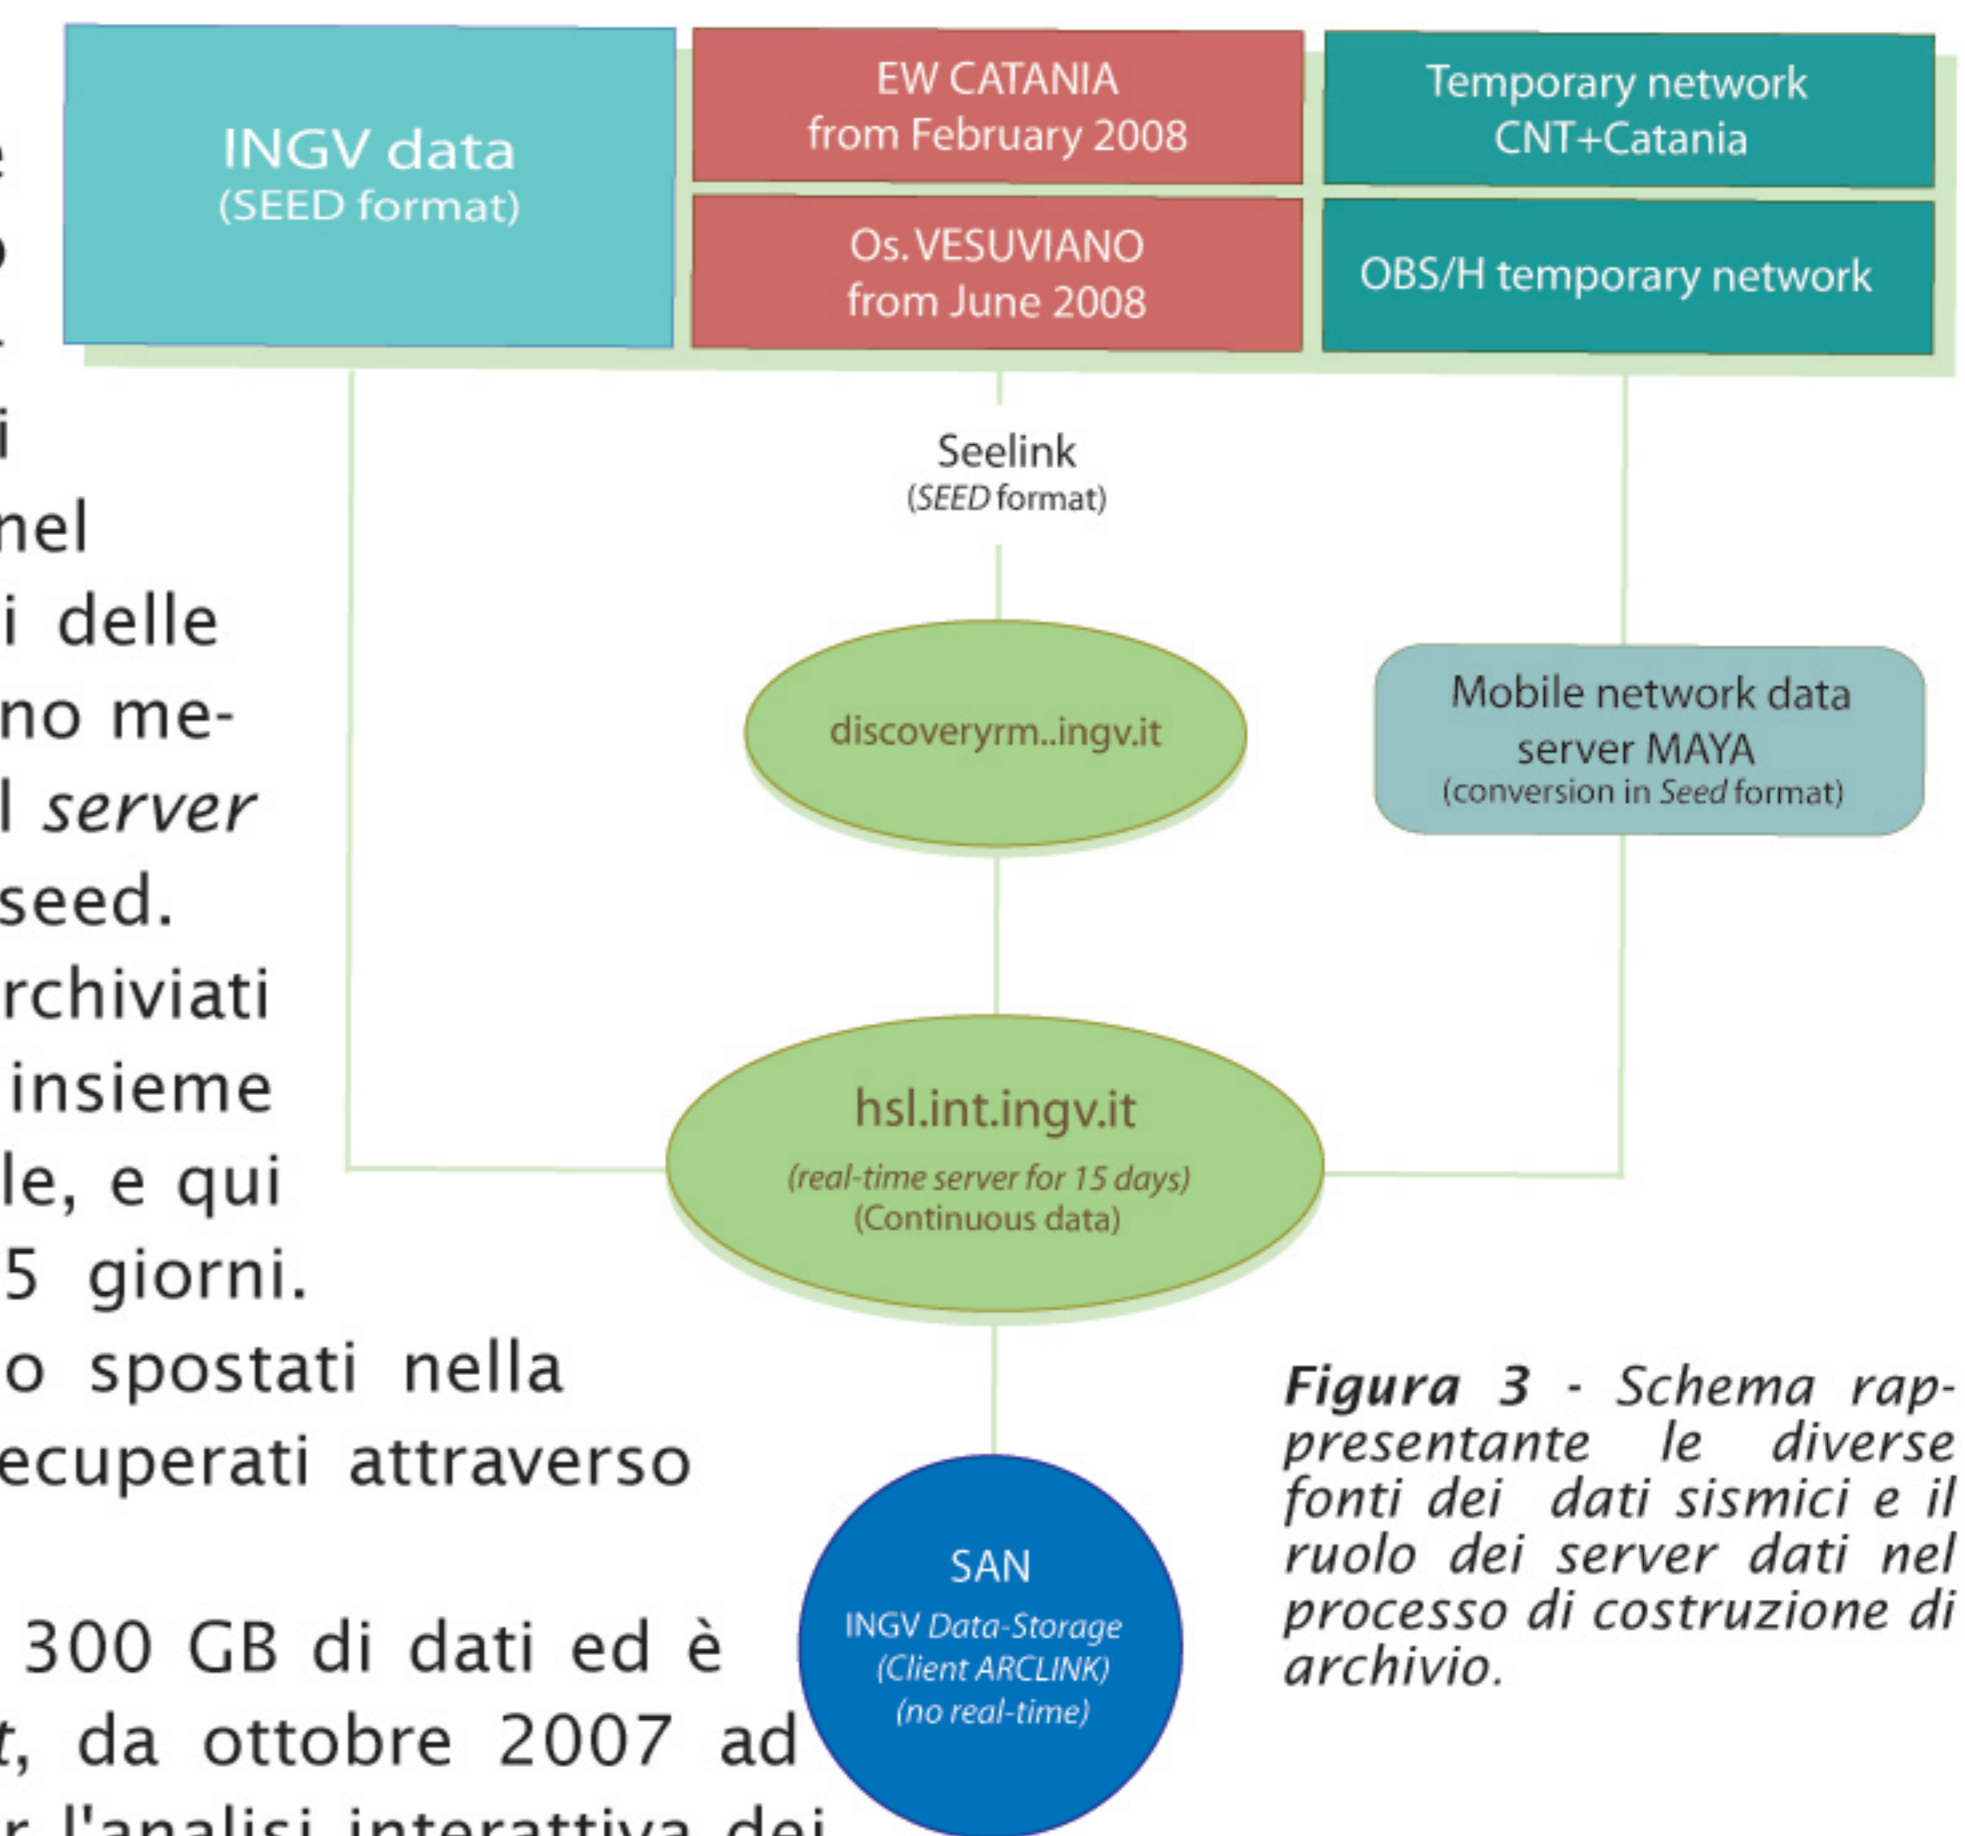 INGV data
(SEED format)
EW CATANIA
from February 2008
Os. VESUVIANO
from June 2008
Temporary network
CNT+Catania
OBS/H temporary network
Seelink
(SEED format)
discoveryrm..ingv.it
Mobile network data
server MAYA
(conversion in Seed format)
hsl.int.ingv.it
(real-time server for 15 days)
(Continuous data)
SAN
INGV Data-Storage
(Client ARCLINK)
(no real-time)
nel
i delle
no me-
l server
seed.
rchiviati
insieme
le, e qui
5 giorni.
o spostati nella
ecuperati attraverso
300 GB di dati ed è
t, da ottobre 2007 ad
r l'analisi interattiva dei
Figura 3 - Schema rap-
presentante le diverse
fonti dei dati sismici e il
ruolo dei server dati nel
processo di costruzione di
archivio.